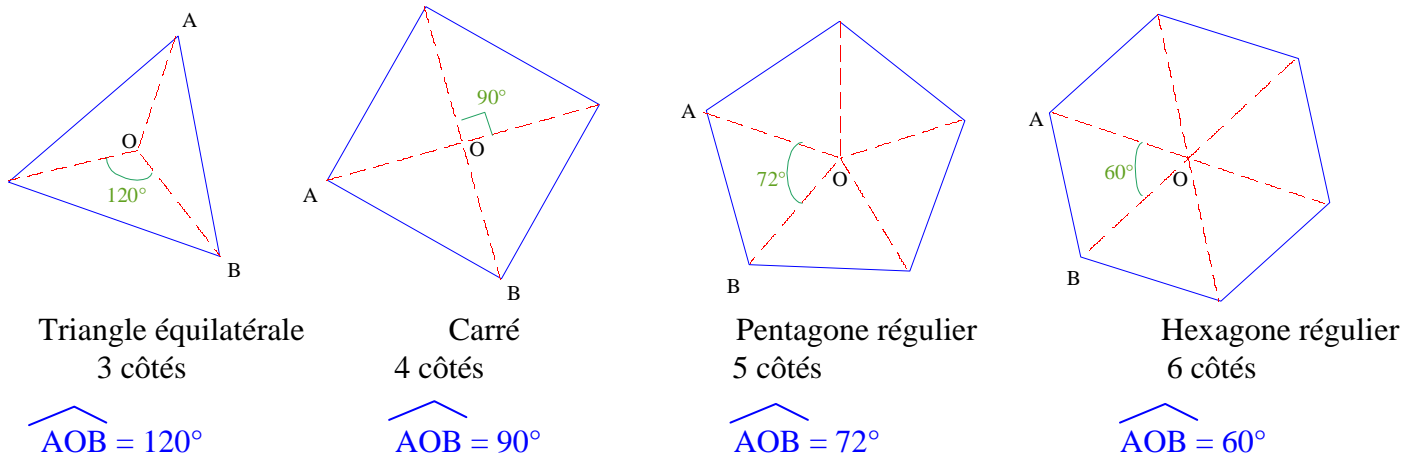 A
O
120°
B
90°
O
A
B
A
72°
O
B
A
60°
O
B
Triangle équilatérale
3 côtés
Carré
4 côtés
Pentagone régulier
5 côtés
Hexagone régulier
6 côtés
AOB = 120°
AOB = 90°
AOB = 72°
AOB = 60°